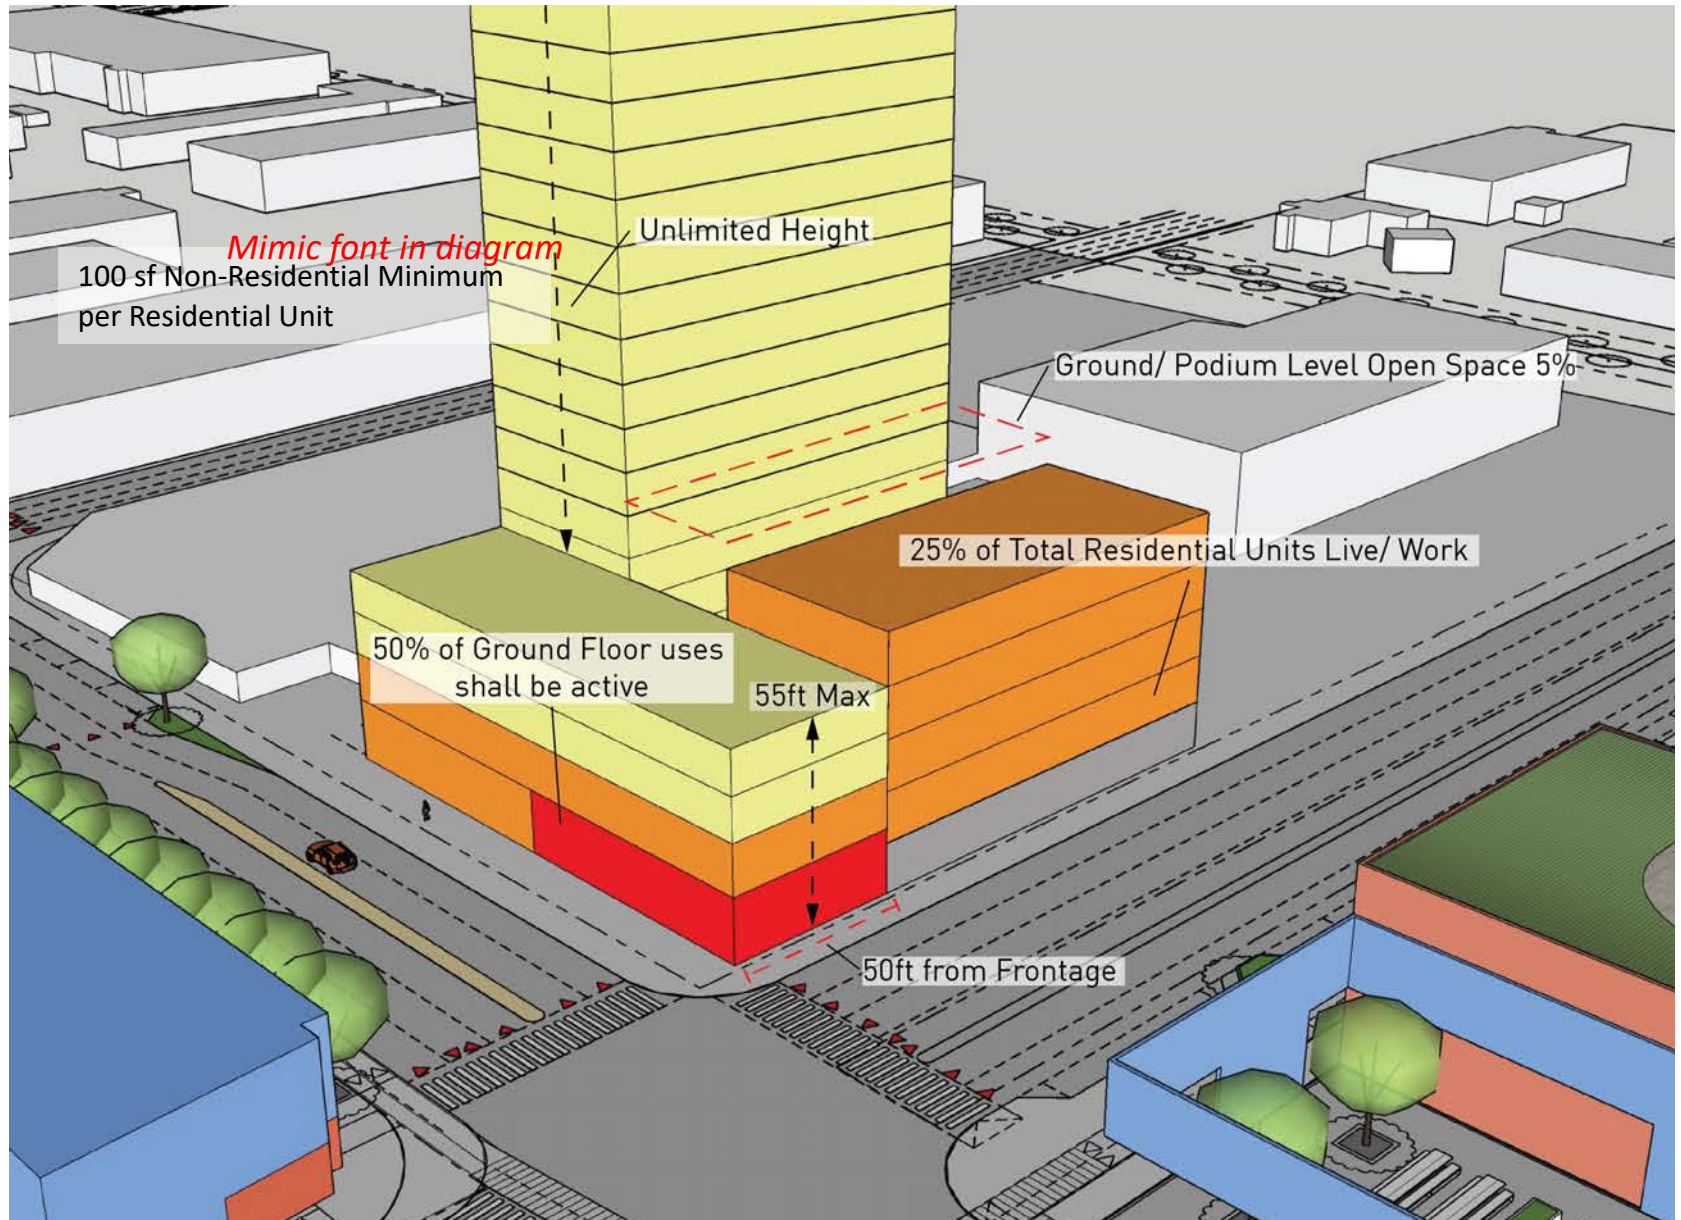 Unlimited Height
Mimic font in diagram
100 sf Non-Residential Minimum
per Residential Unit
Ground/ Podium Level Open Space 5%
25% of Total Residential Units Live/ Work
50% of Ground Floor uses
shall be active
55ft Max
50ft from Frontage